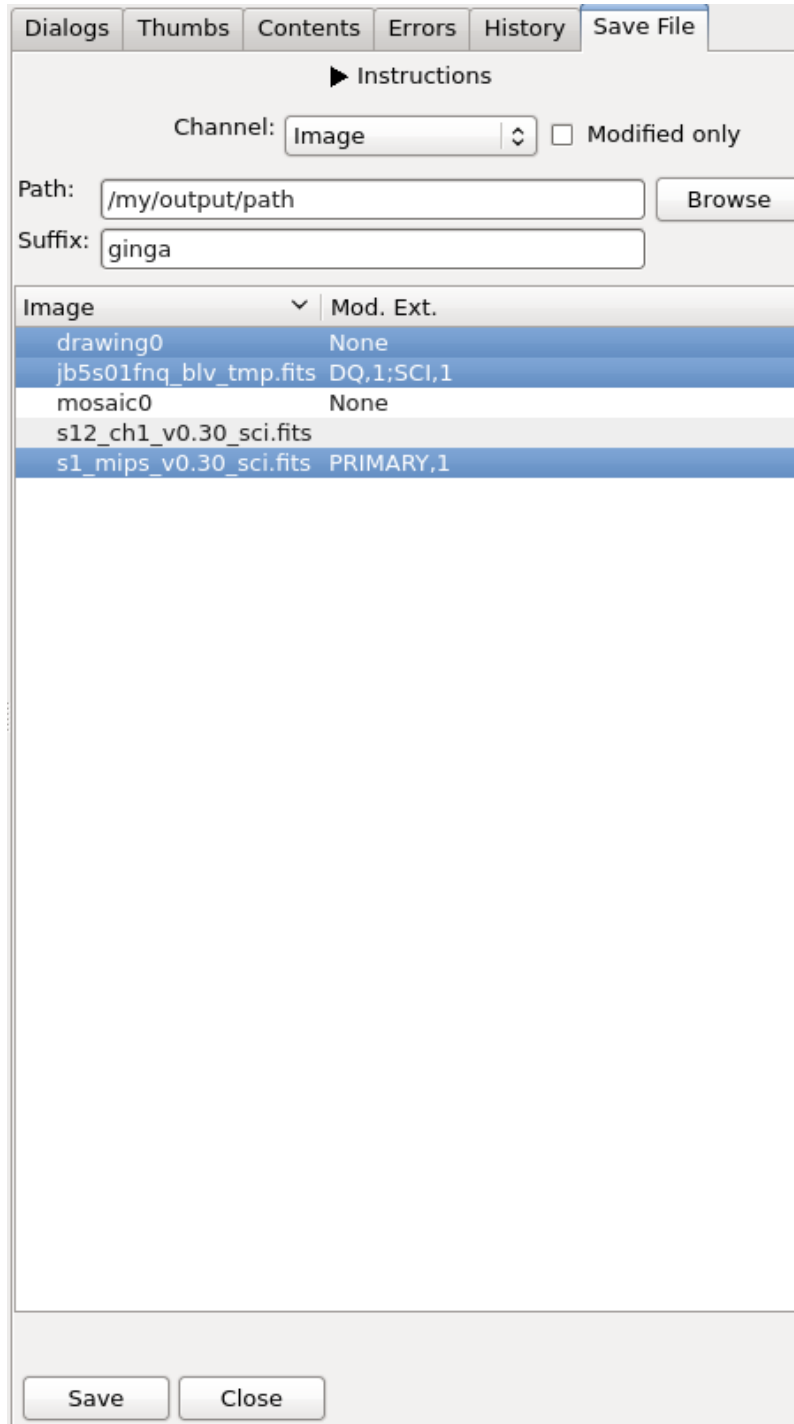 Dialogs Thumbs Contents Errors History Save File
Instructions
Channel: Image Modified only
Path: /my/output/path Browse
Suffix: ginga
Image Mod. Ext.
drawing0 None
jb5s01fnq_blv_tmp.fits DQ,1;SCI,1
mosaic0 None
s12_ch1_v0.30_sci.fits
s1_mips_v0.30_sci.fits PRIMARY,1
Save Close